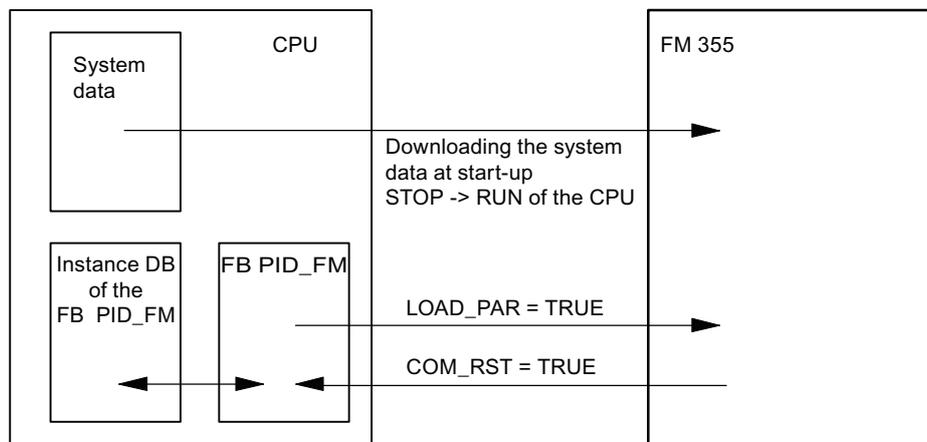 CPU
FM 355
System
data
Downloading the system
data at start-up
STOP -> RUN of the CPU
Instance DB
of the
FB PID_FM
FB PID_FM
LOAD_PAR = TRUE
COM_RST = TRUE